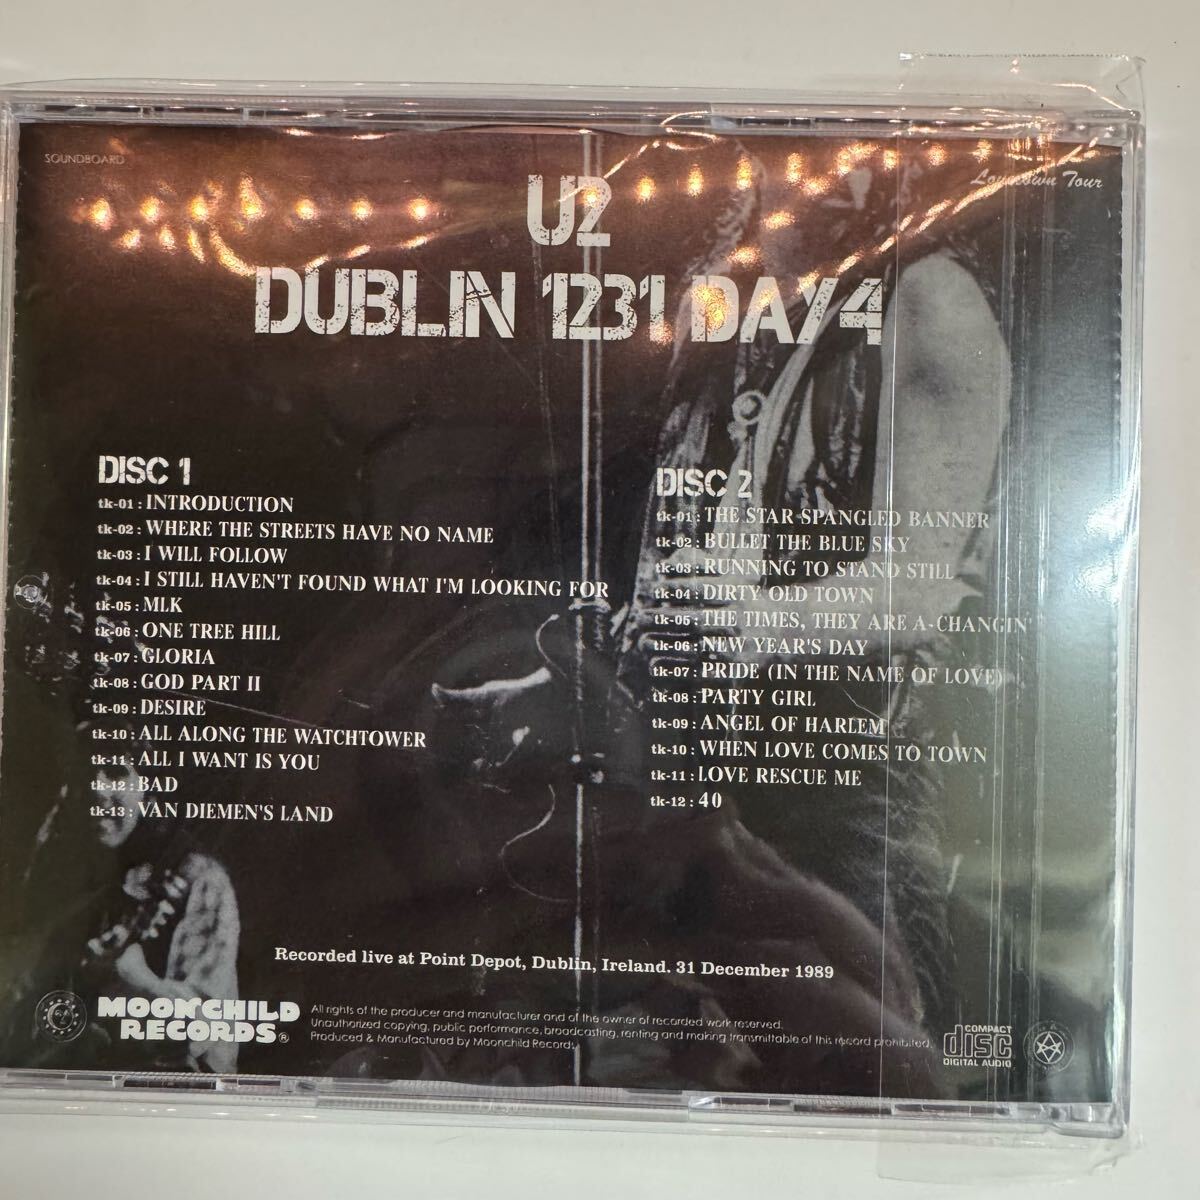 SOUNDBOARD
Lovetown Tour
U2
DUBLIN 1231 DAY 4
DISC 1
tk-01 : INTRODUCTION
tk-02 : WHERE THE STREETS HAVE NO NAME
tk-03 : I WILL FOLLOW
tk-04 : I STILL HAVEN'T FOUND WHAT I'M LOOKING FOR
tk-05 : MLK
tk-06 : ONE TREE HILL
tk-07 : GLORIA
tk-08 : GOD PART II
tk-09 : DESIRE
tk-10 : ALL ALONG THE WATCHTOWER
tk-11 : ALL I WANT IS YOU
tk-12 : BAD
tk-13 : VAN DIEMEN'S LAND
DISC 2
tk-01 : THE STAR SPANGLED BANNER
tk-02 : BULLET THE BLUE SKY
tk-03 : RUNNING TO STAND STILL
tk-04 : DIRTY OLD TOWN
tk-05 : THE TIMES, THEY ARE A-CHANGIN'
tk-06 : NEW YEAR'S DAY
tk-07 : PRIDE (IN THE NAME OF LOVE)
tk-08 : PARTY GIRL
tk-09 : ANGEL OF HARLEM
tk-10 : WHEN LOVE COMES TO TOWN
tk-11 : LOVE RESCUE ME
tk-12 : 40
Recorded live at Point Depot, Dublin, Ireland. 31 December 1989
MOONCHILD
RECORDS®
All rights of the producer and manufacturer and of the owner of recorded work reserved.
Unauthorized copying, public performance, broadcasting, renting and making transmittable of this record prohibited.
Produced & Manufactured by Moonchild Records
COMPACT
disc
DIGITAL AUDIO